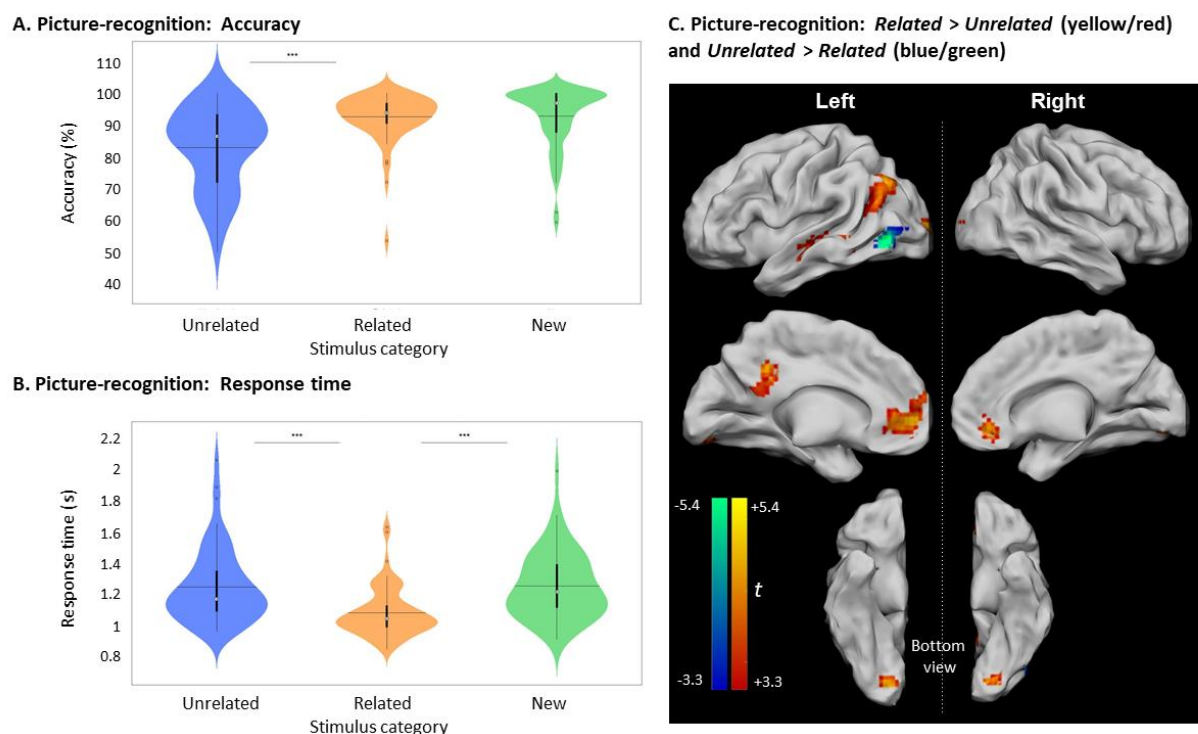 A. Picture-recognition: Accuracy
***
110
100
90
80
70
60
50
40
Accuracy (%)
Unrelated
Related
New
Stimulus category
B. Picture-recognition: Response time
***
***
2.2
2
1.8
1.6
1.4
1.2
1
0.8
Response time (s)
Unrelated
Related
New
Stimulus category
C. Picture-recognition: Related > Unrelated (yellow/red)
and Unrelated > Related (blue/green)
Left
Right
-5.4
+5.4
t
-3.3
+3.3
Bottom
view